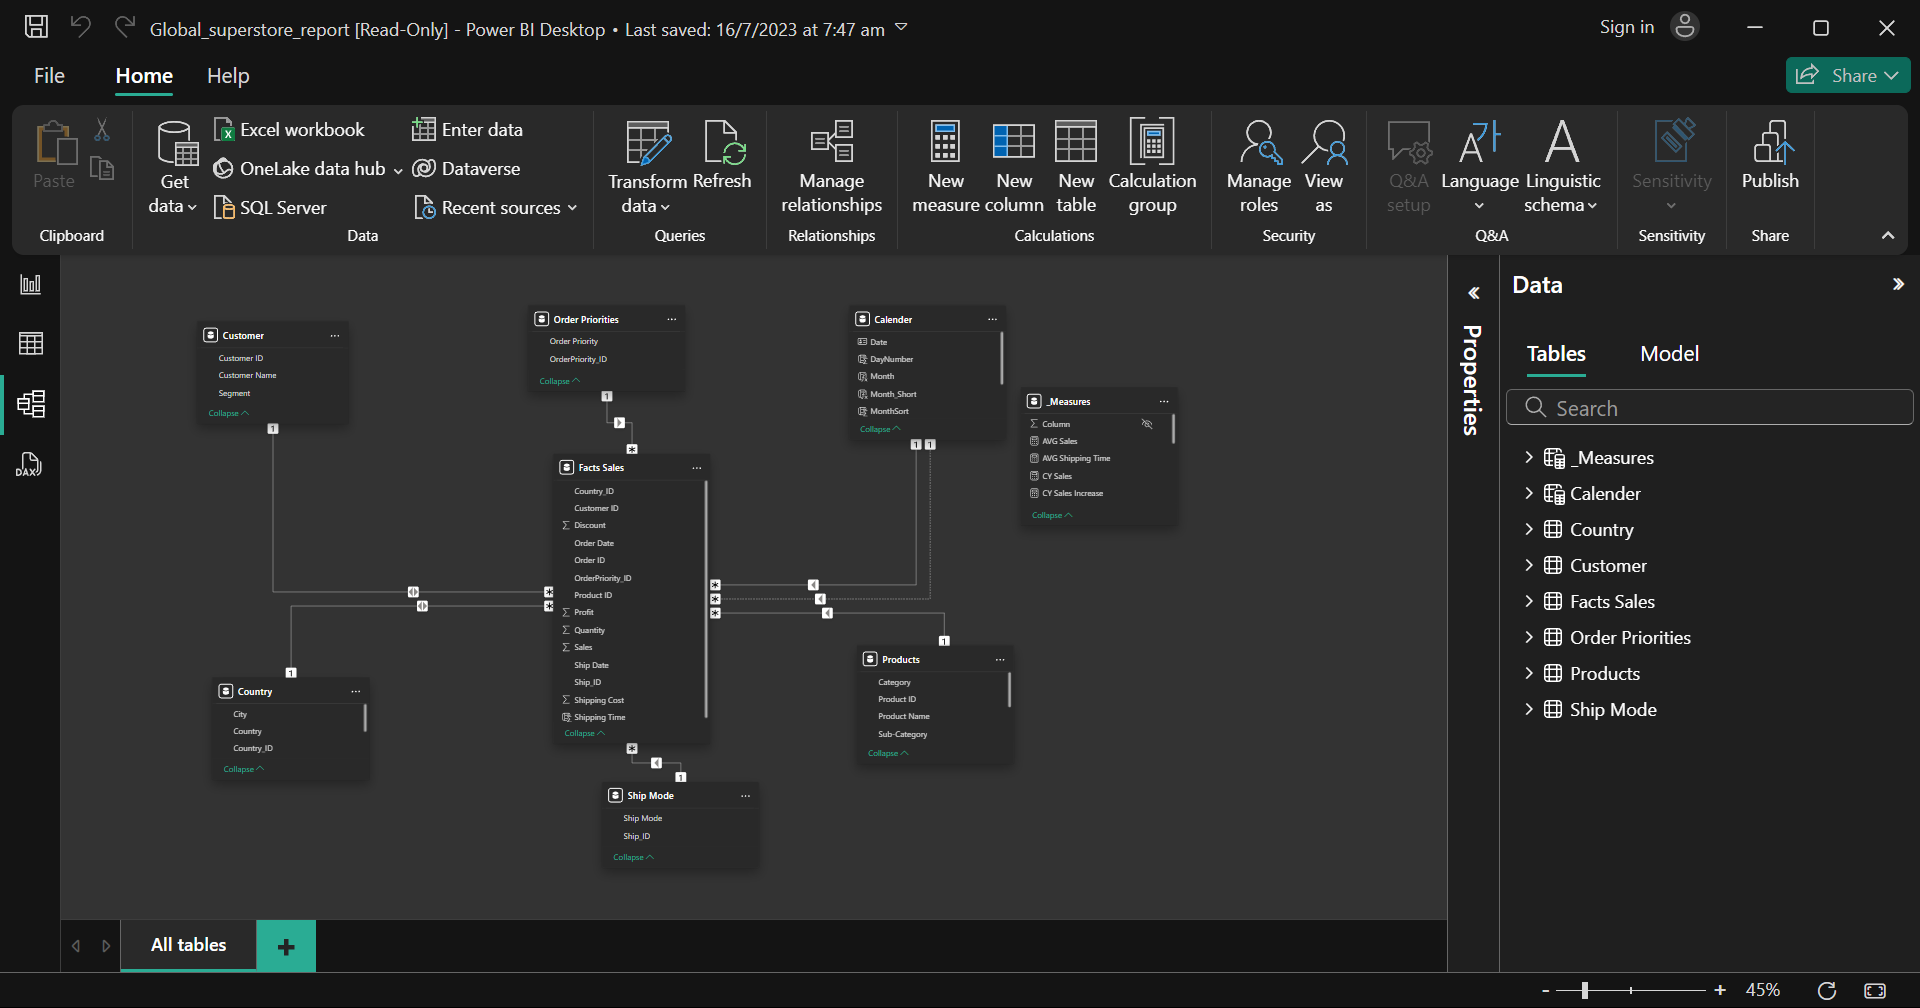 Global_superstore_report [Read-Only] - Power BI Desktop • Last saved: 16/7/2023 at 7:47 am
Sign in
File
Home
Help
Share
Paste
Clipboard
Get data
Excel workbook
OneLake data hub
SQL Server
Enter data
Dataverse
Recent sources
Data
Transform data
Refresh
Queries
Manage relationships
Relationships
New measure
New column
New table
Calculation group
Calculations
Manage roles
View as
Security
Q&A setup
Language
Linguistic schema
Q&A
Sensitivity
Sensitivity
Publish
Share
DAX
Customer
Customer ID
Customer Name
Segment
Collapse
1
Order Priorities
Order Priority
OrderPriority_ID
Collapse
1
*
Calender
Date
DayNumber
Month
Month_Short
MonthSort
Collapse
1
1
_Measures
Column
AVG Sales
AVG Shipping Time
CY Sales
CY Sales Increase
Collapse
Facts Sales
Country_ID
Customer ID
Discount
Order Date
Order ID
OrderPriority_ID
Product ID
Profit
Quantity
Sales
Ship Date
Ship_ID
Shipping Cost
Shipping Time
Collapse
*
*
*
*
*
*
1
Country
City
Country
Country_ID
Collapse
1
Products
Category
Product ID
Product Name
Sub-Category
Collapse
1
Ship Mode
Ship Mode
Ship_ID
Collapse
Properties
Data
Tables
Model
Search
_Measures
Calender
Country
Customer
Facts Sales
Order Priorities
Products
Ship Mode
All tables
+
- + 45%